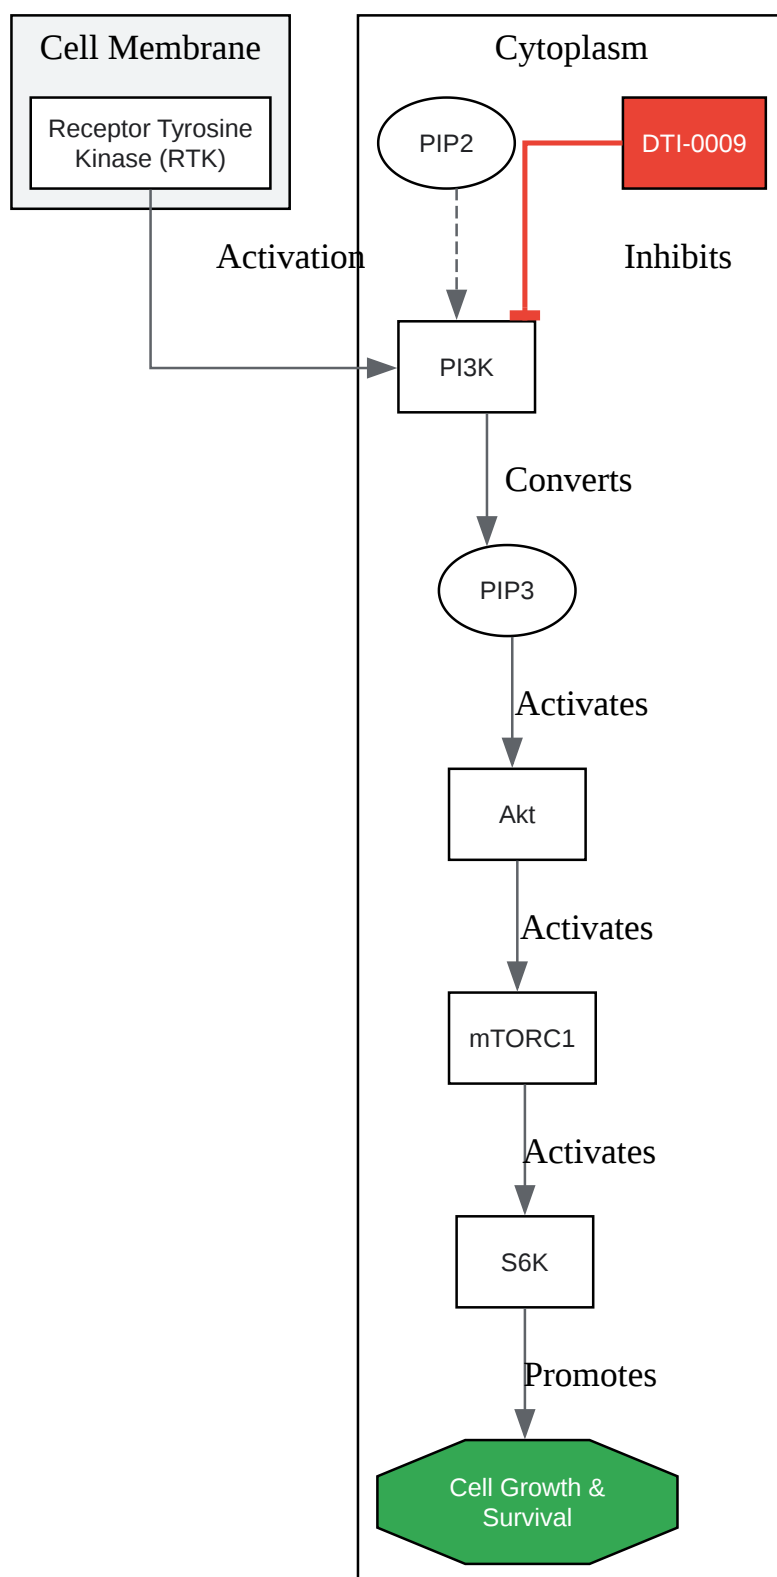 Cell Membrane
Cytoplasm
Receptor Tyrosine
Kinase (RTK)
PIP2
DTI-0009
Activation
Inhibits
PI3K
Converts
PIP3
Activates
Akt
Activates
mTORC1
Activates
S6K
Promotes
Cell Growth &
Survival